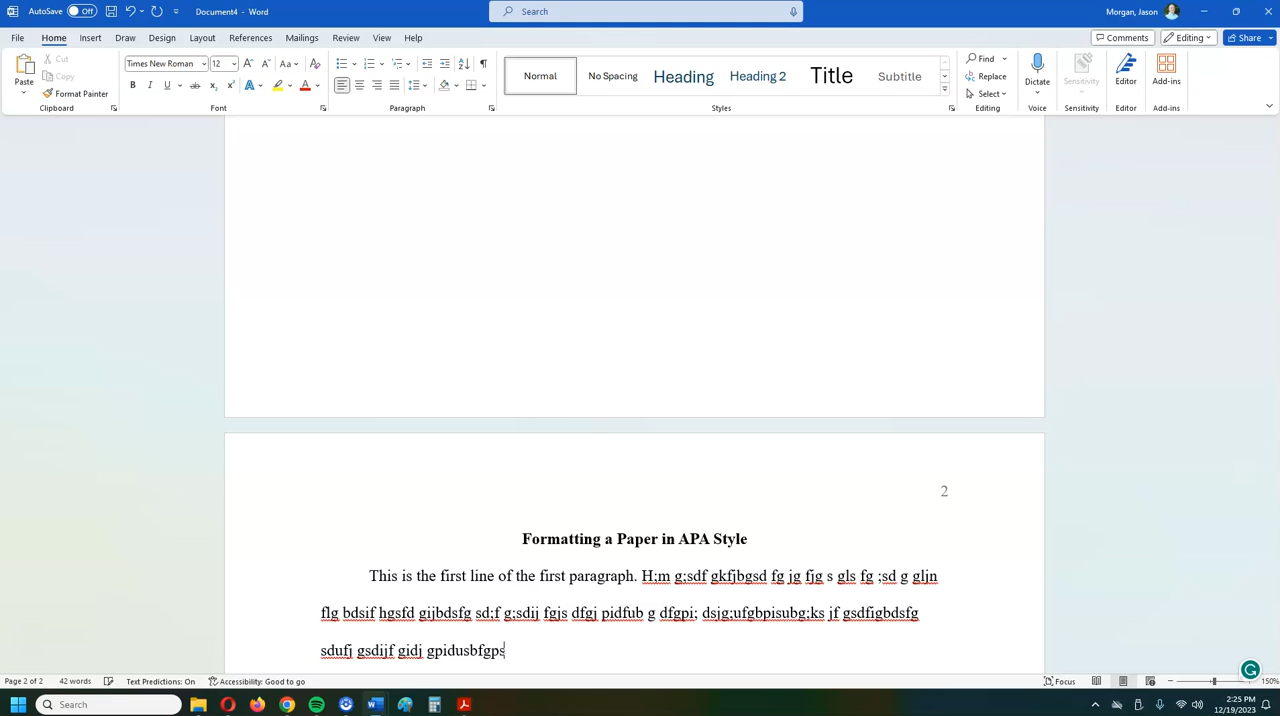 AutoSave Off Document4 - Word Search Morgan, Jason
File Home Insert Draw Design Layout References Mailings Review View Help Comments Editing Share
Paste Cut Copy Format Painter
Times New Roman 12 Aa
Normal No Spacing Heading Heading 2 Title Subtitle
Find Replace Select Dictate Sensitivity Editor Add-ins
Clipboard Font Paragraph Styles Editing Voice Sensitivity Editor Add-ins
2
Formatting a Paper in APA Style
This is the first line of the first paragraph. H;m g;sdf gkfjbgsd fg jg fjg s gls fg ;sd g gljn
flg bdsif hgsfd gijbdsfg sd;f g;sdij fgjs dfgj pidfub g dfgpi; dsjg;ufgbpisubg;ks jf gsdfigbdsfg
sdufj gsdijf gidj gpidusbfgps
Page 2 of 2 42 words Text Predictions: On Accessibility: Good to go Focus 150%
Search 2:25 PM
12/19/2023